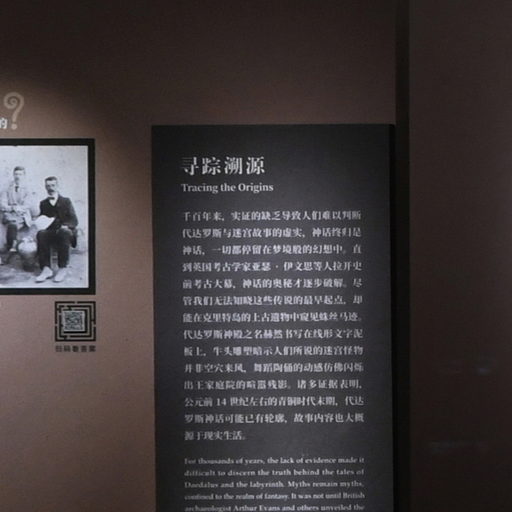 的?
扫码看答案
寻踪溯源
Tracing the Origins
千百年来，实证的缺乏导致人们难以判断
代达罗斯与迷宫故事的虚实，神话终归是
神话，一切都停留在梦境般的幻想中。直
到英国考古学家亚瑟·伊文思等人拉开史
前考古大幕，神话的奥秘才逐步破解。尽
管我们无法知晓这些传说的最早起点，却
能在克里特岛的上古遗物中窥见蛛丝马迹。
代达罗斯神殿之名赫然书写在线形文字泥
板上，牛头雕塑暗示人们所说的迷宫怪物
并非空穴来风，舞蹈陶俑的动感仿佛闪烁
出王家庭院的喧嚣残影。诸多证据表明，
公元前 14 世纪左右的青铜时代末期，代达
罗斯神话可能已有轮廓，故事内容也大概
源于现实生活。
For thousands of years, the lack of evidence made it
difficult to discern the truth behind the tales of
Daedalus and the labyrinth. Myths remain myths,
confined to the realm of fantasy. It was not until British
archaeologist Arthur Evans and others unveiled the